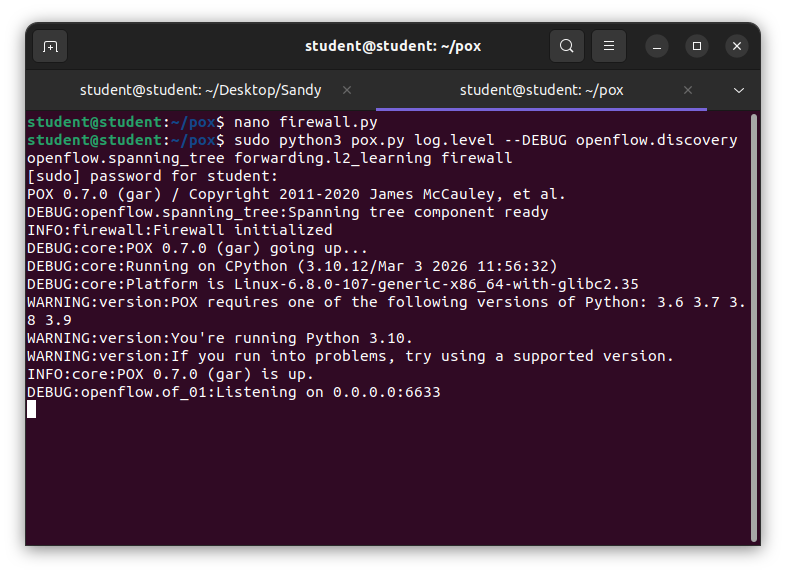 student@student: ~/pox
student@student: ~/Desktop/Sandy
student@student: ~/pox
student@student:~/pox$ nano firewall.py
student@student:~/pox$ sudo python3 pox.py log.level --DEBUG openflow.discovery
openflow.spanning_tree forwarding.l2_learning firewall
[sudo] password for student:
POX 0.7.0 (gar) / Copyright 2011-2020 James McCauley, et al.
DEBUG:openflow.spanning_tree:Spanning tree component ready
INFO:firewall:Firewall initialized
DEBUG:core:POX 0.7.0 (gar) going up...
DEBUG:core:Running on CPython (3.10.12/Mar 3 2026 11:56:32)
DEBUG:core:Platform is Linux-6.8.0-107-generic-x86_64-with-glibc2.35
WARNING:version:POX requires one of the following versions of Python: 3.6 3.7 3.
8 3.9
WARNING:version:You're running Python 3.10.
WARNING:version:If you run into problems, try using a supported version.
INFO:core:POX 0.7.0 (gar) is up.
DEBUG:openflow.of_01:Listening on 0.0.0.0:6633